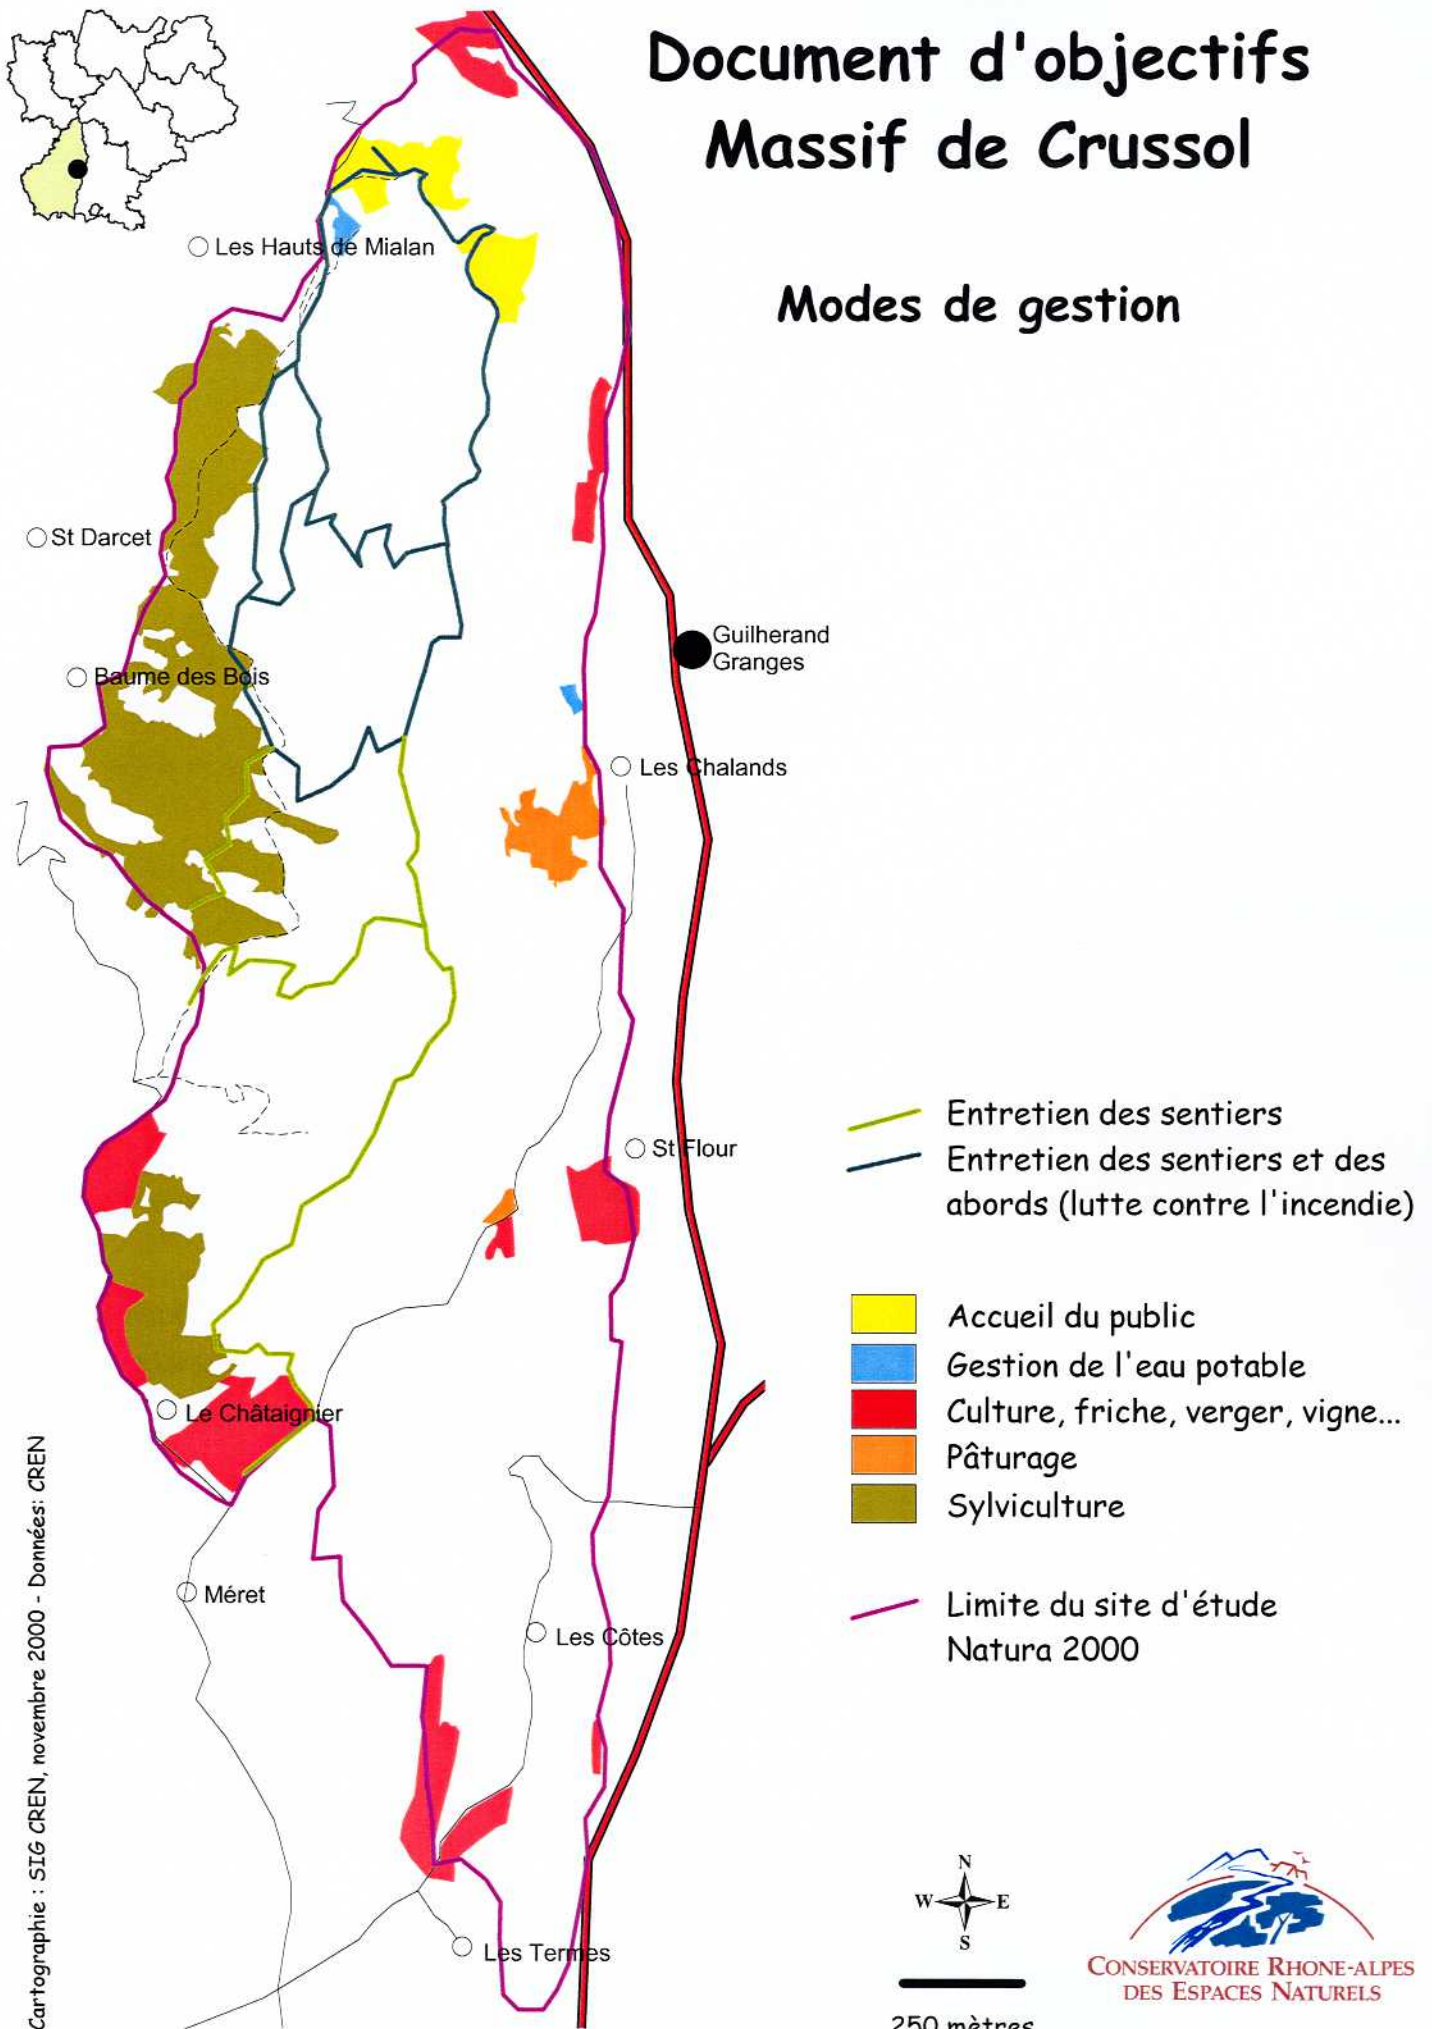 Document d'objectifs
Massif de Crussol
Modes de gestion
Les Hauts de Mialan
St Darcet
Guilherand
Granges
Baume des Bois
Les Chalands
St Flour
Le Châtaignier
Méret
Les Côtes
Les Termes
Entretien des sentiers
Entretien des sentiers et des
abords (lutte contre l'incendie)
Accueil du public
Gestion de l'eau potable
Culture, friche, verger, vigne...
Pâturage
Sylviculture
Limite du site d'étude
Natura 2000
Cartographie : SIG CREN, novembre 2000 - Données: CREN
N
W E
S
250 mètres
CONSERVATOIRE RHONE-ALPES
DES ESPACES NATURELS